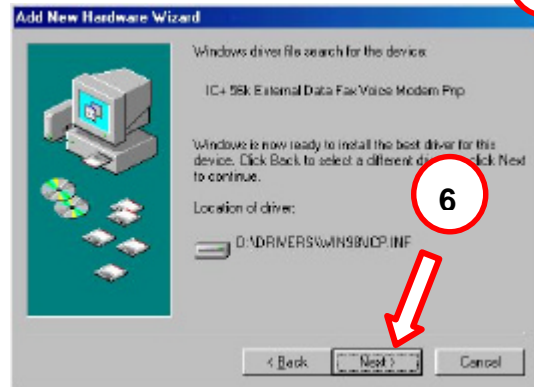 Add New Hardware Wizard
Windows driver file search for the device:
IC+ 56k External Data Fax Voice Modem Pnp
Windows is now ready to install the best driver for this
device. Click Back to select a different click Next
to continue.
Location of driver:
6
D:\DRIVERS\WIN98\ICP.INF
< Back
Next >
Cancel